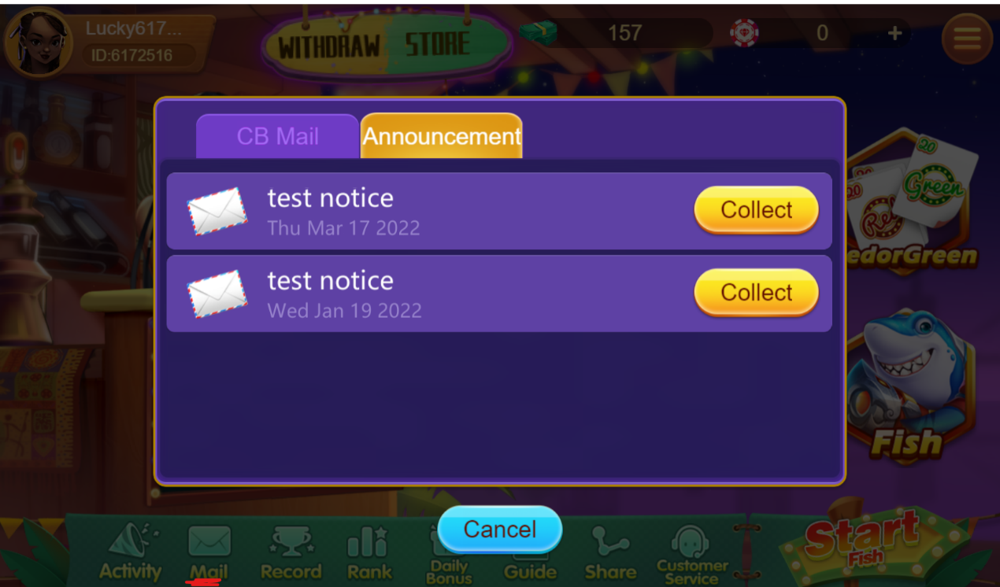 Lucky617...
ID:6172516
WITHDRAW STORE
157
0
+
CB Mail
Announcement
test notice
Thu Mar 17 2022
Collect
test notice
Wed Jan 19 2022
Collect
20
20
20
Green
Red
edorGreen
Fish
Cancel
Activity
Mail
Record
Rank
Daily
Bonus
Guide
Share
Customer
Service
Start
Fish